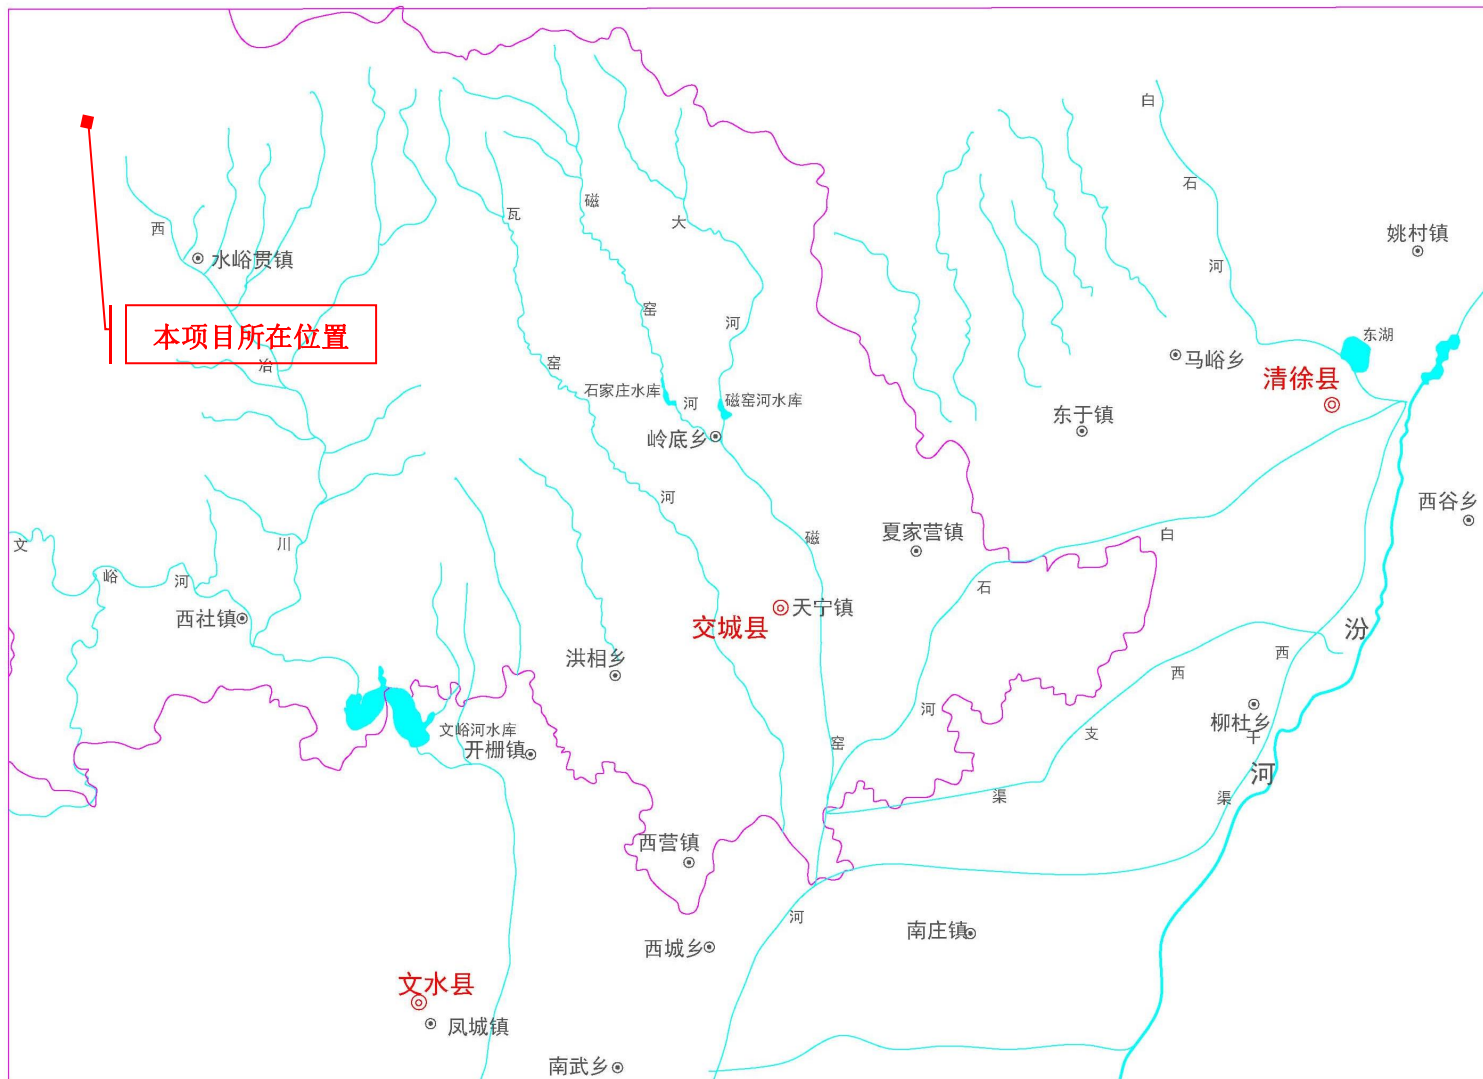 白
石
河
姚村镇
东湖
马峪乡
清徐县
东于镇
西谷乡
西
水峪贯镇
本项目所在位置
冶
川
瓦
窑
河
磁
窑
河
大
河
石家庄水库
磁窑河水库
岭底乡
磁
窑
河
夏家营镇
白
石
河
文
峪
河
西社镇
交城县
天宁镇
洪相乡
文峪河水库
开栅镇
西
支
渠
西
干
渠
汾
河
柳杜乡
西营镇
西城乡
南庄镇
文水县
凤城镇
南武乡